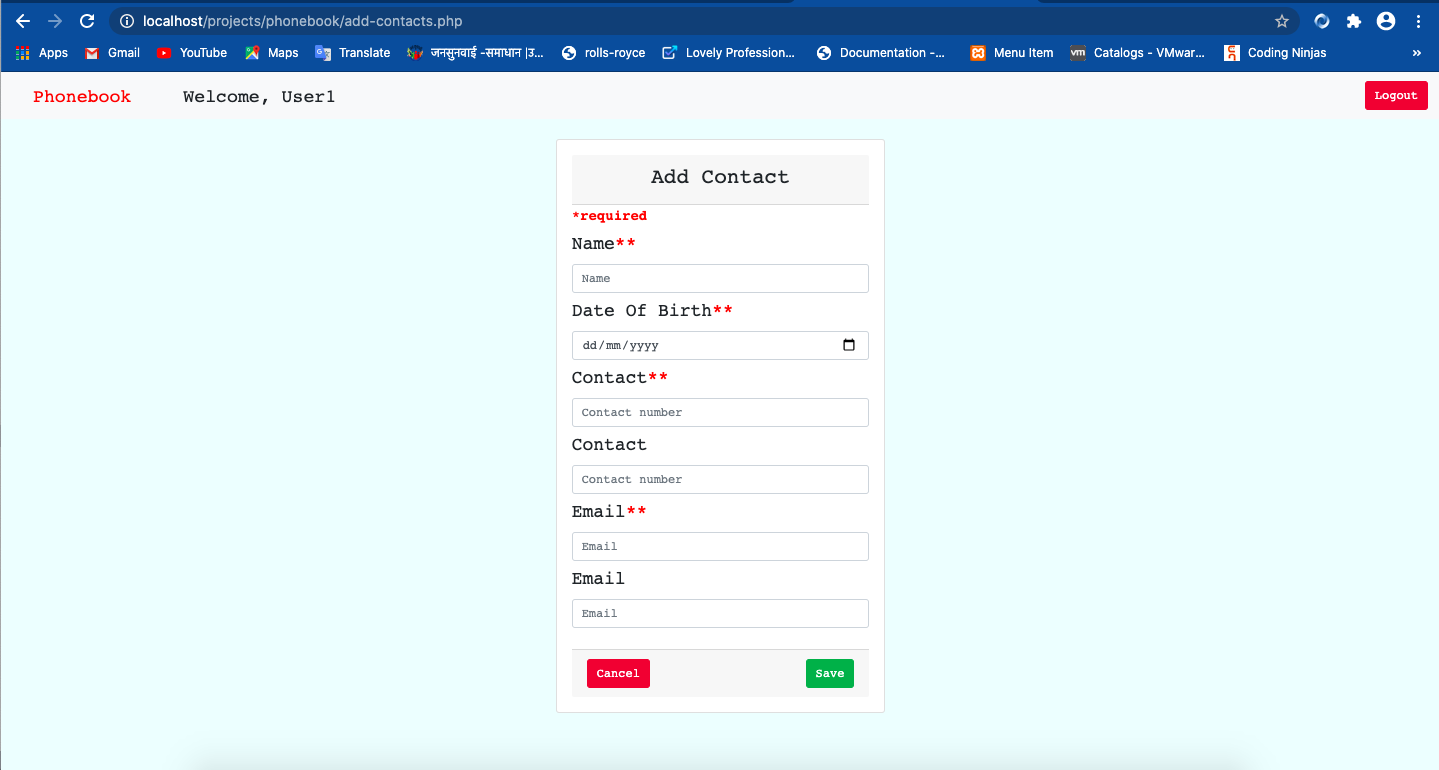 localhost/projects/phonebook/add-contacts.php
Apps Gmail YouTube Maps Translate जनसुनवाई -समाधान |उ... rolls-royce Lovely Profession... Documentation -... Menu Item vm Catalogs - VMwar... Coding Ninjas »
Phonebook Welcome, User1 Logout
Add Contact
*required
Name**
Name
Date Of Birth**
dd/mm/yyyy
Contact**
Contact number
Contact
Contact number
Email**
Email
Email
Email
Cancel Save